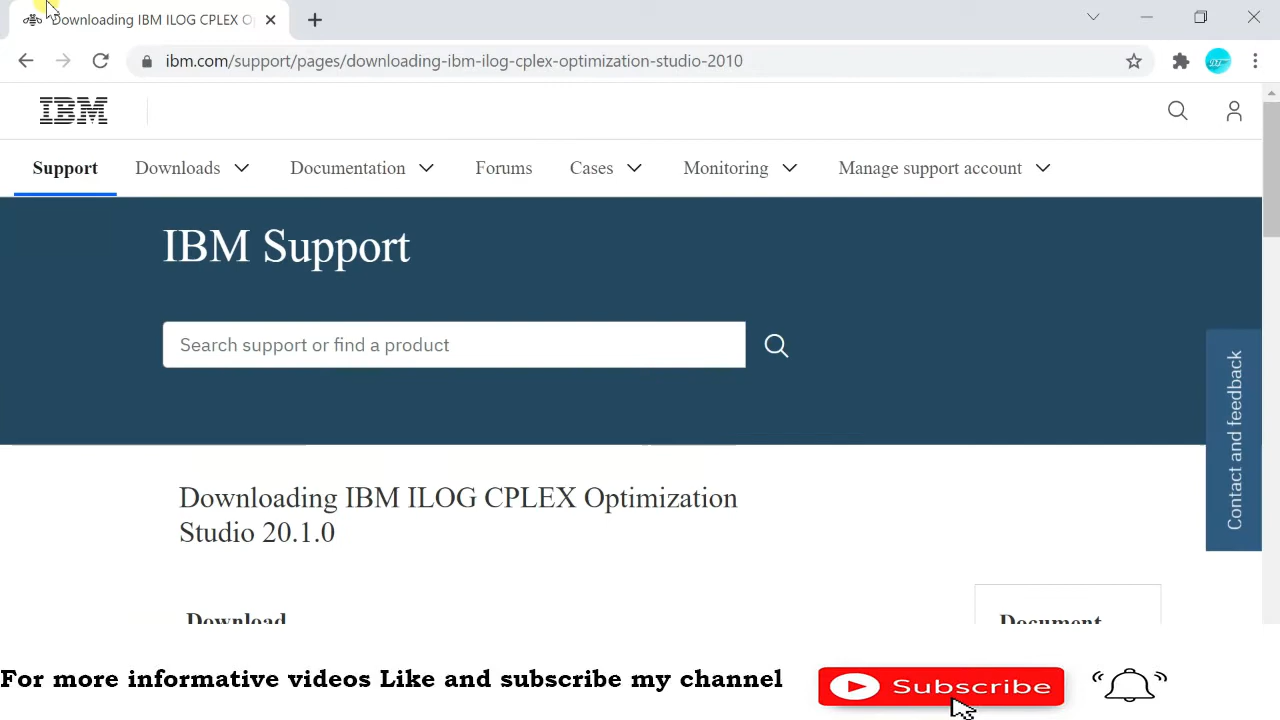 Downloading IBM ILOG CPLEX O
ibm.com/support/pages/downloading-ibm-ilog-cplex-optimization-studio-2010
IBM
Support Downloads Documentation Forums Cases Monitoring Manage support account
IBM Support
Search support or find a product
Contact and feedback
Downloading IBM ILOG CPLEX Optimization
Studio 20.1.0
Download
Document
For more informative videos Like and subscribe my channel
Subscribe